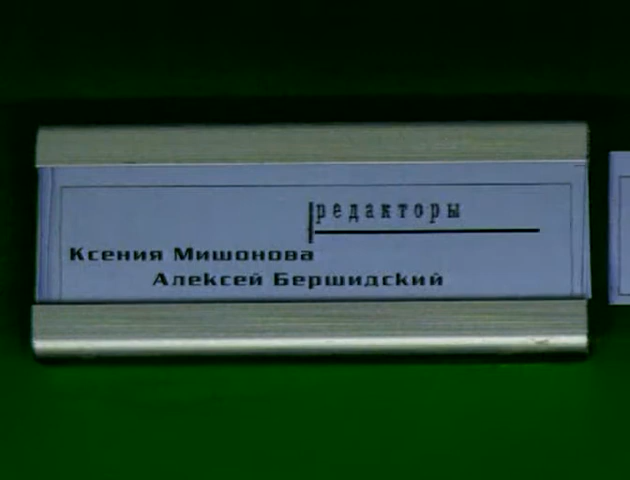 редакторы
Ксения Мишонова
Алексей Бершидский